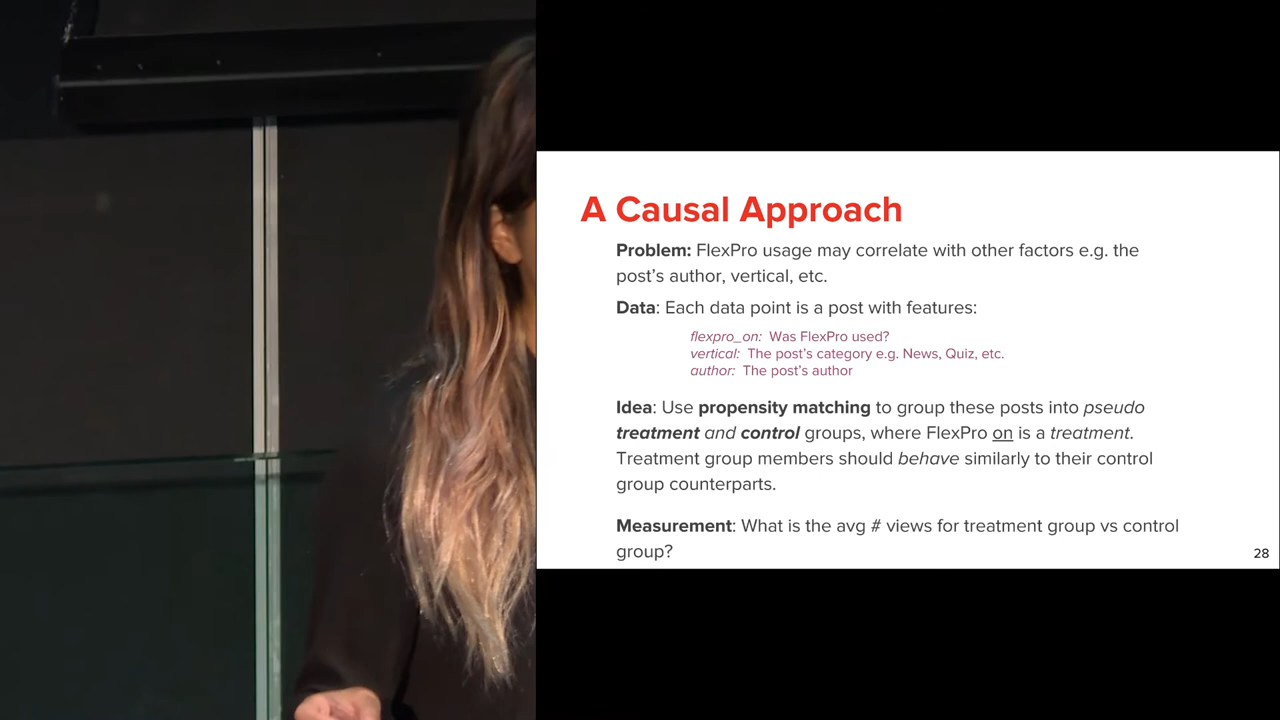 A Causal Approach
Problem: FlexPro usage may correlate with other factors e.g. the
post's author, vertical, etc.
Data: Each data point is a post with features:
flexpro_on: Was FlexPro used?
vertical: The post's category e.g. News, Quiz, etc.
author: The post's author
Idea: Use propensity matching to group these posts into pseudo
treatment and control groups, where FlexPro on is a treatment.
Treatment group members should behave similarly to their control
group counterparts.
Measurement: What is the avg # views for treatment group vs control
group?
28